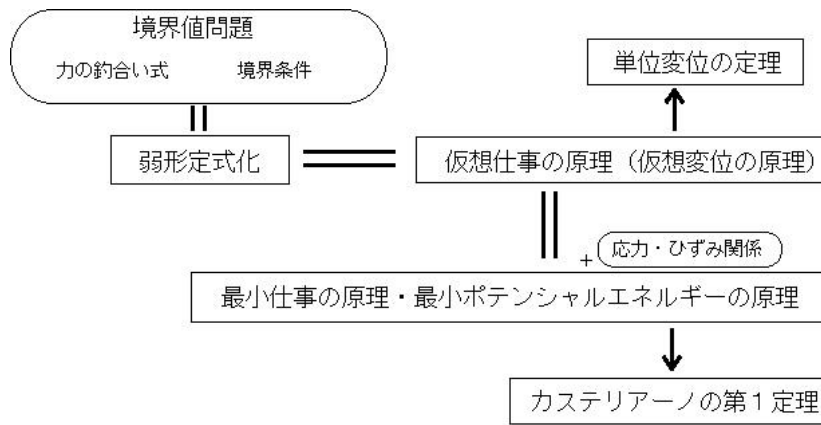 境界値問題
力の釣合い式 境界条件
単位変位の定理
弱形定式化
仮想仕事の原理（仮想変位の原理）
+ 応力・ひずみ関係
最小仕事の原理・最小ポテンシャルエネルギーの原理
カステリアーノの第１定理